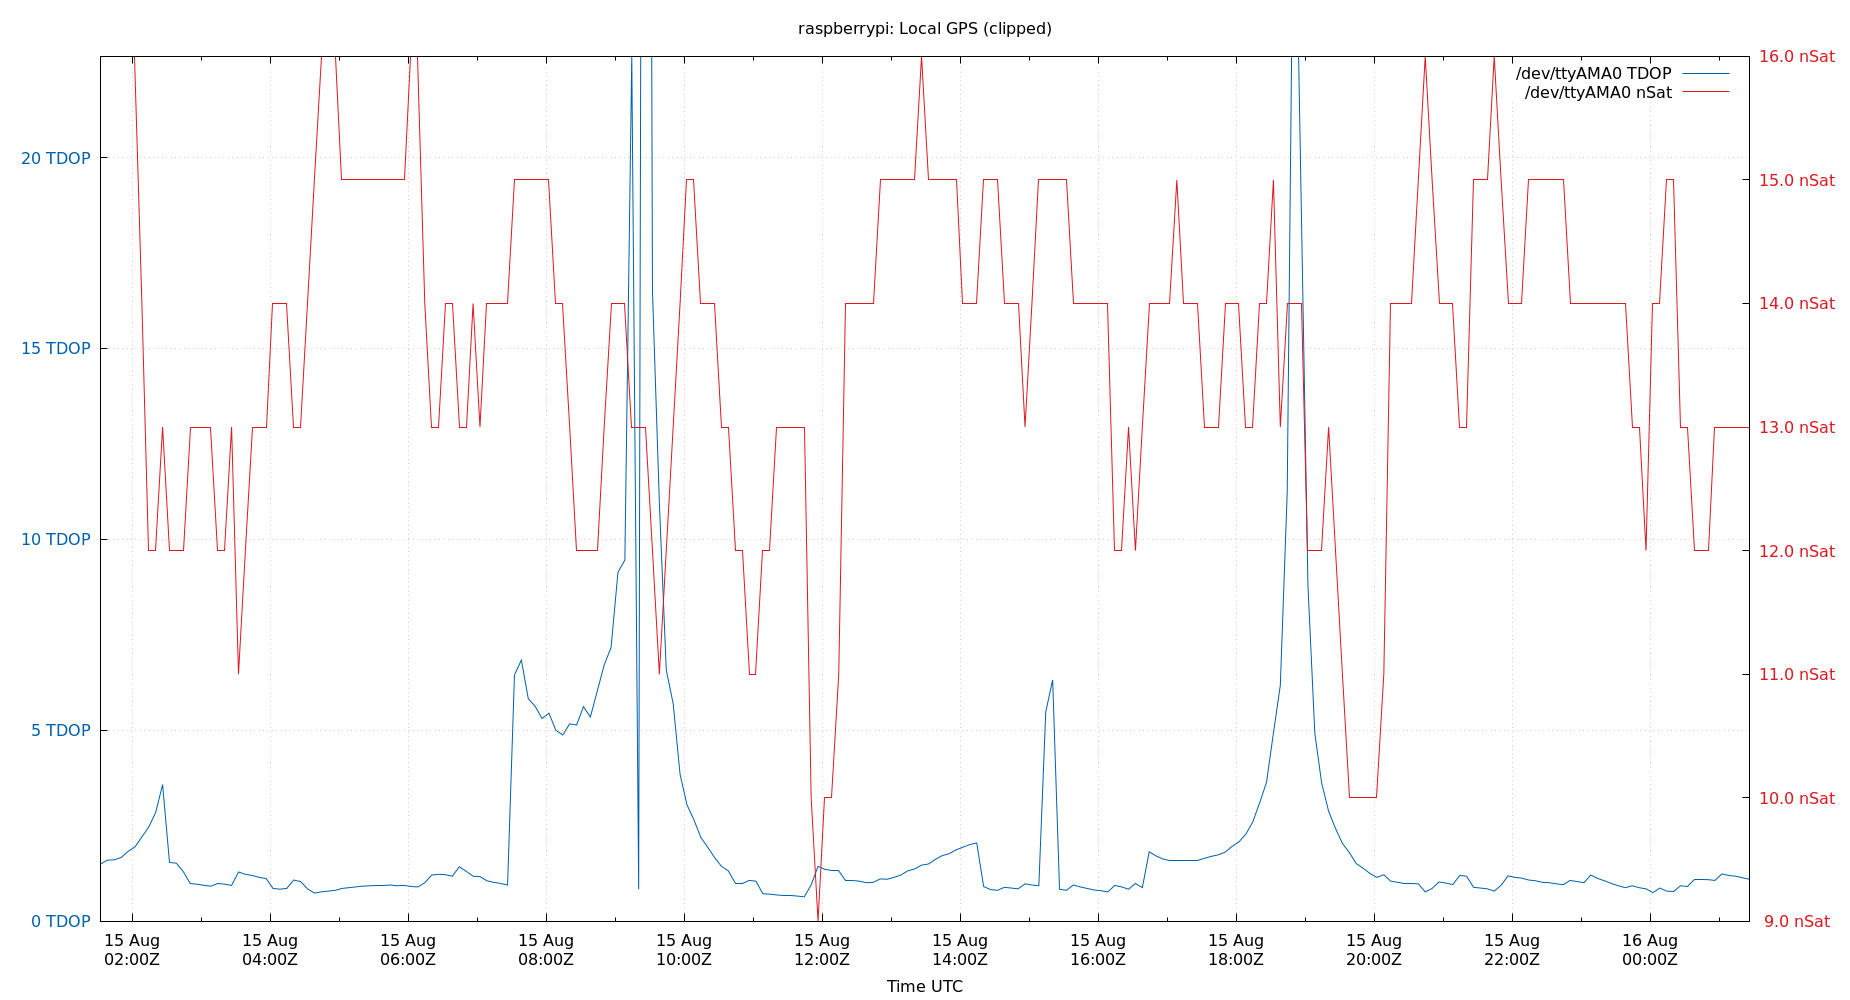 raspberrypi: Local GPS (clipped)
/dev/ttyAMA0 TDOP
/dev/ttyAMA0 nSat
20 TDOP
15 TDOP
10 TDOP
5 TDOP
0 TDOP
16.0 nSat
15.0 nSat
14.0 nSat
13.0 nSat
12.0 nSat
11.0 nSat
10.0 nSat
9.0 nSat
15 Aug
02:00Z
15 Aug
04:00Z
15 Aug
06:00Z
15 Aug
08:00Z
15 Aug
10:00Z
15 Aug
12:00Z
15 Aug
14:00Z
15 Aug
16:00Z
15 Aug
18:00Z
15 Aug
20:00Z
15 Aug
22:00Z
16 Aug
00:00Z
Time UTC